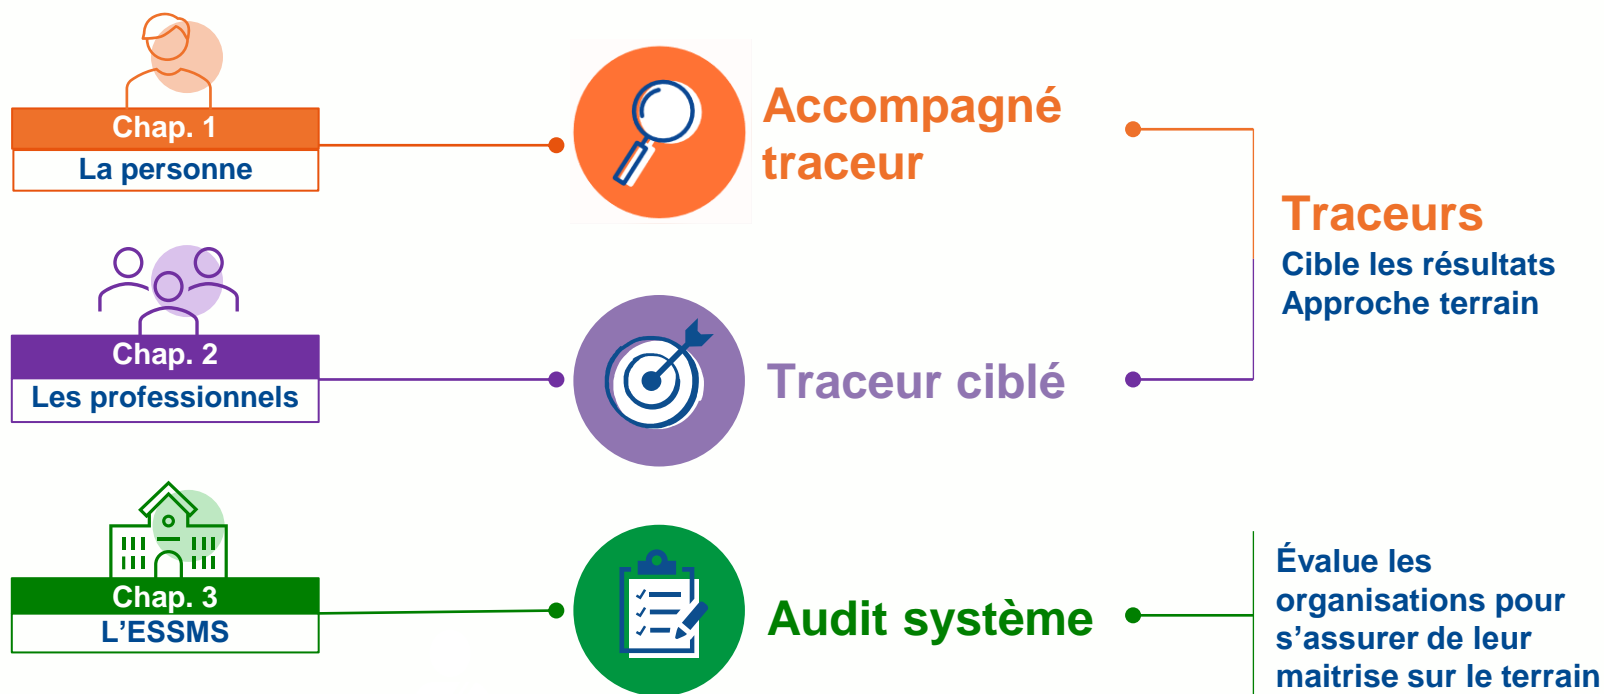 Chap. 1
La personne
Accompagné
traceur
Chap. 2
Les professionnels
Traceur ciblé
Traceurs
Cible les résultats
Approche terrain
Chap. 3
L’ESSMS
Audit système
Évalue les
organisations pour
s’assurer de leur
maitrise sur le terrain